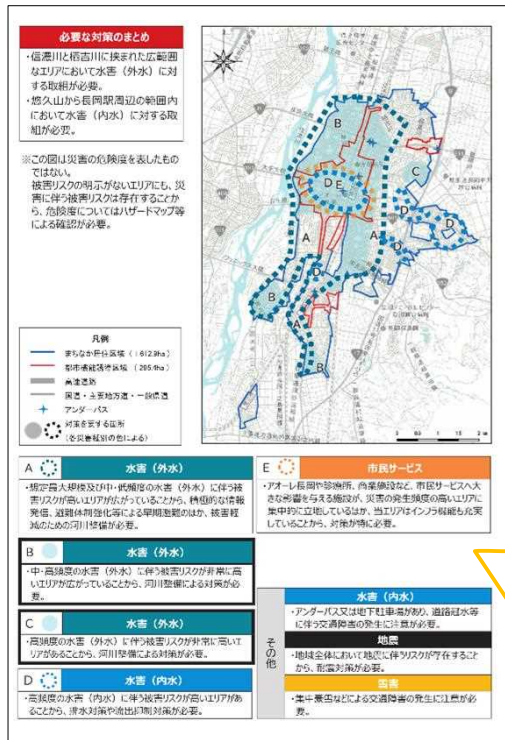 必要な対策のまとめ
・信濃川と栖吉川に挟まれた広範囲
なエリアにおいて水害（外水）に対
する取組が必要。
・悠久山から長岡駅周辺の範囲内
において水害（内水）に対する取
組が必要。
※この図は災害の危険度を表したもの
ではない。
被害リスクの明示がないエリアにも、災
害に伴う被害リスクは存在することか
ら、危険度についてはハザードマップ等
による確認が必要。
凡例
まちなか居住区域
都市機能誘導区域
高速道路
国道・主要地方道・一般県道
アンダーパス
対策を要する箇所
（各災害種別の色による）
B
C
D E
D
D
D
A
A
D
B
A
B
A 水害（外水）
・想定最大規模及び中・低頻度の水害（外水）に伴う被
害リスクが高いエリアが広がっていることから、積極的な情報
発信、避難体制強化等による早期避難のほか、被害軽
減のための河川整備が必要。
B 水害（外水）
・中・高頻度の水害（外水）に伴う被害リスクが非常に高
いエリアが広がっていることから、河川整備による対策が必
要。
C 水害（外水）
・高頻度の水害（外水）に伴う被害リスクが非常に高いエ
リアがあることから、河川整備による対策が必要。
D 水害（内水）
・高頻度の水害（内水）に伴う被害リスクが高いエリアがあ
ることから、排水対策や流出抑制対策が必要。
E 市民サービス
・アオーレ長岡や診療所、商業施設など、市民サービスへ大
きな影響を与える施設が、災害の発生頻度の高いエリアに
集中的に立地しているほか、当エリアはインフラ機能も充実
していることから、対策が特に必要。
その他
水害（内水）
・アンダーパス又は地下駐車場があり、道路冠水等
に伴う交通障害の発生に注意が必要。
地震
・地域全体において地震に伴うリスクが存在すること
から、耐震対策が必要。
雪害
・集中豪雪などによる交通障害の発生に注意が必
要。